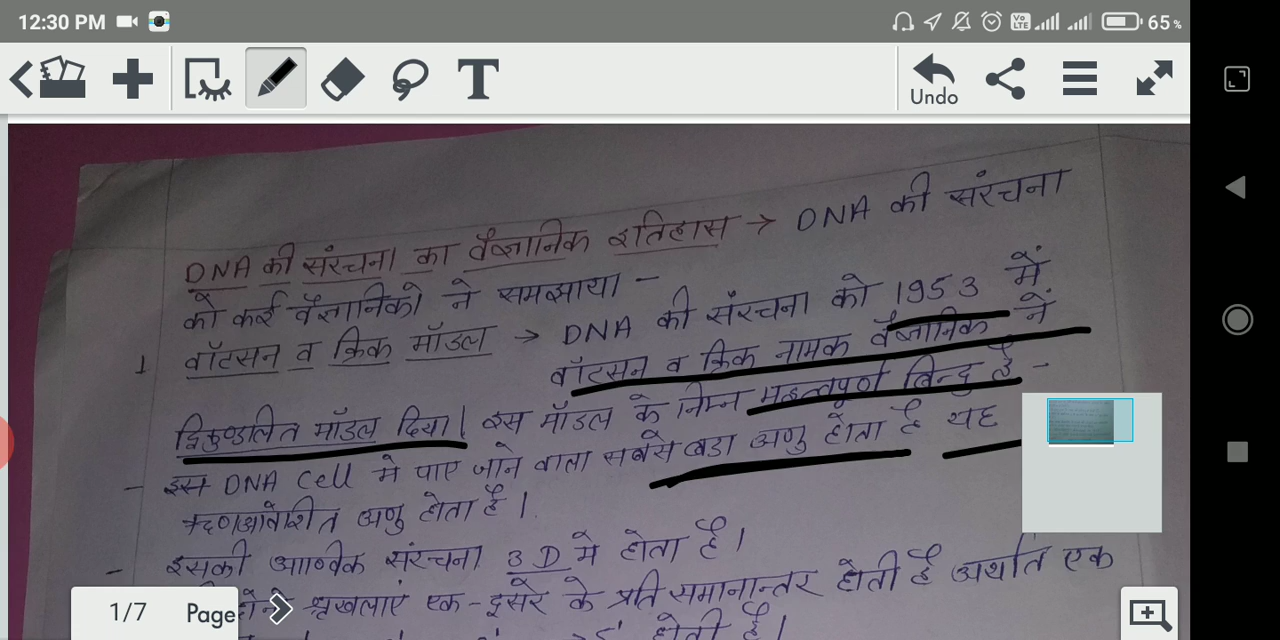 12:30 PM
Vo LTE
65%
Undo
T
DNA की संरचना का वैज्ञानिक इतिहास → DNA की संरचना
को कई वैज्ञानिको ने समझाया -
1 वॉटसन व क्रिक मॉडल → DNA की संरचना को 1953 में
वॉटसन व क्रिक नामक वैज्ञानिक ने
द्विकुण्डलित मॉडल दिया। इस मॉडल के निम्न महत्वपूर्ण बिन्दु है -
- इस DNA Cell मे पाए जाने वाला सबसे बडा अणु होता है यह
ऋणआवेशित अणु होता है।
- इसकी आण्विक संरचना 3D मे होता है।
श्रृखलाएं एक-दूसरे के प्रति समानान्तर होती है अर्थात एक
होती है।
1/7 Page